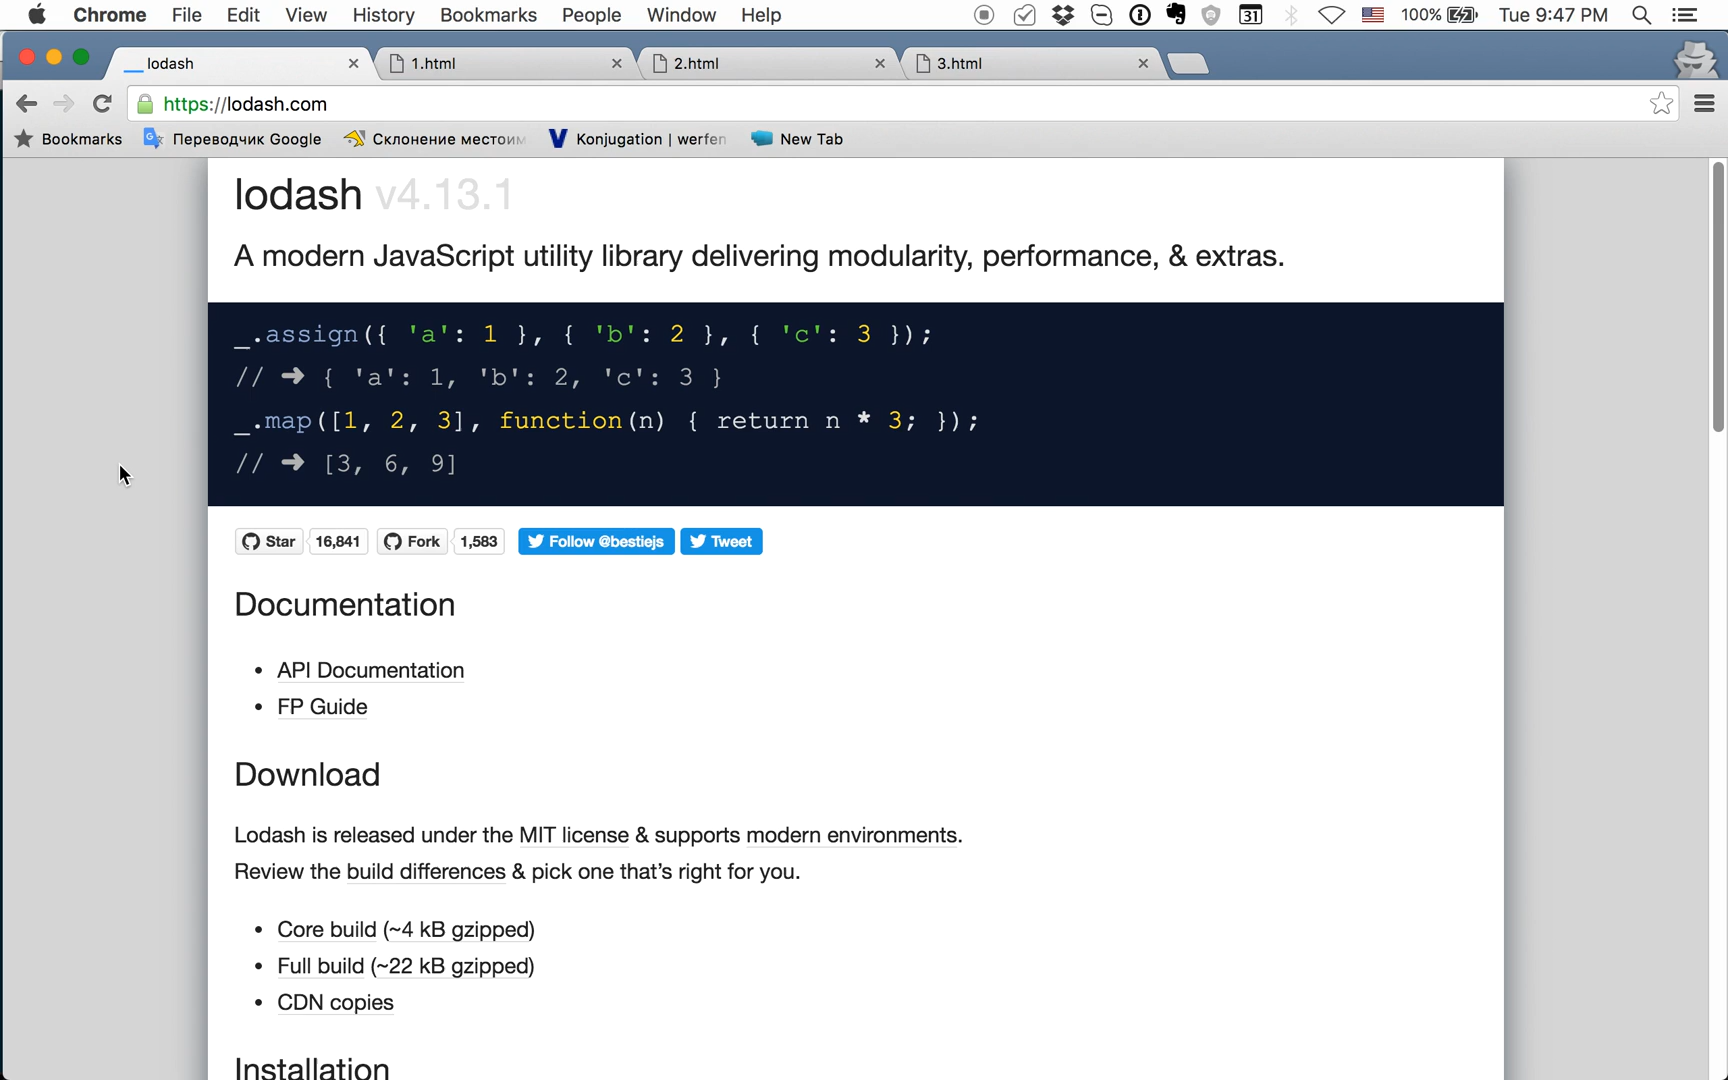 Chrome File Edit View History Bookmarks People Window Help 31 100% Tue 9:47 PM
lodash 1.html 2.html 3.html
https://lodash.com
Bookmarks Переводчик Google Склонение местоим Konjugation | werfen New Tab
lodash v4.13.1
A modern JavaScript utility library delivering modularity, performance, & extras.
_.assign({ 'a': 1 }, { 'b': 2 }, { 'c': 3 });
// ➜ { 'a': 1, 'b': 2, 'c': 3 }
_.map([1, 2, 3], function(n) { return n * 3; });
// ➜ [3, 6, 9]
Star 16,841 Fork 1,583 Follow @bestiejs Tweet
Documentation
• API Documentation
• FP Guide
Download
Lodash is released under the MIT license & supports modern environments.
Review the build differences & pick one that’s right for you.
• Core build (~4 kB gzipped)
• Full build (~22 kB gzipped)
• CDN copies
Installation